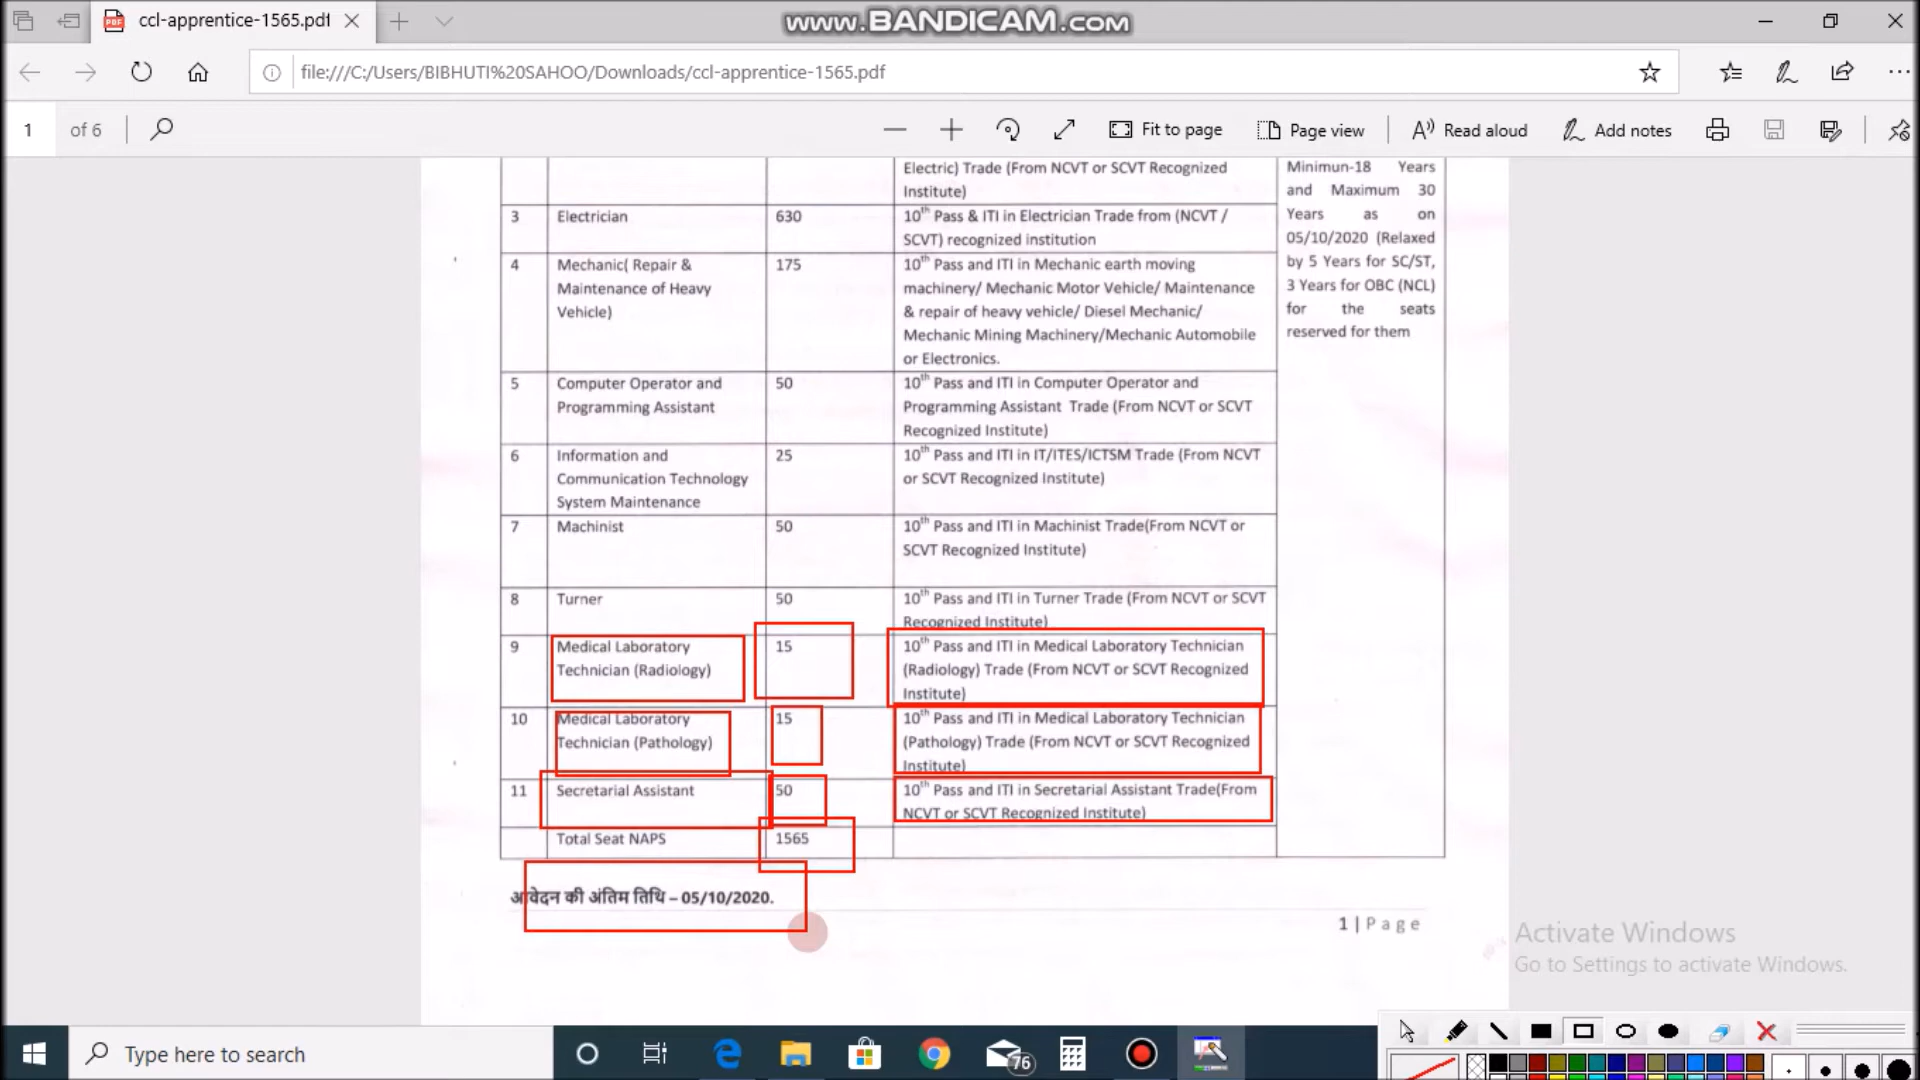 ccl-apprentice-1565.pdf
www.BANDICAM.com
file:///C:/Users/BIBHUTI%20SAHOO/Downloads/ccl-apprentice-1565.pdf
1 of 6
Fit to page
Page view
Read aloud
Add notes
Electric) Trade (From NCVT or SCVT Recognized
Institute)
Minimun-18 Years
and Maximum 30
Years as on
05/10/2020 (Relaxed
by 5 Years for SC/ST,
3 Years for OBC (NCL)
for the seats
reserved for them
3 Electrician 630 10th Pass & ITI in Electrician Trade from (NCVT /
SCVT) recognized institution
4 Mechanic( Repair & 175 10th Pass and ITI in Mechanic earth moving
Maintenance of Heavy machinery/ Mechanic Motor Vehicle/ Maintenance
Vehicle) & repair of heavy vehicle/ Diesel Mechanic/
Mechanic Mining Machinery/Mechanic Automobile
or Electronics.
5 Computer Operator and 50 10th Pass and ITI in Computer Operator and
Programming Assistant Programming Assistant Trade (From NCVT or SCVT
Recognized Institute)
6 Information and 25 10th Pass and ITI in IT/ITES/ICTSM Trade (From NCVT
Communication Technology or SCVT Recognized Institute)
System Maintenance
7 Machinist 50 10th Pass and ITI in Machinist Trade(From NCVT or
SCVT Recognized Institute)
8 Turner 50 10th Pass and ITI in Turner Trade (From NCVT or SCVT
Recognized Institute)
9 Medical Laboratory 15 10th Pass and ITI in Medical Laboratory Technician
Technician (Radiology) (Radiology) Trade (From NCVT or SCVT Recognized
Institute)
10 Medical Laboratory 15 10th Pass and ITI in Medical Laboratory Technician
Technician (Pathology) (Pathology) Trade (From NCVT or SCVT Recognized
Institute)
11 Secretarial Assistant 50 10th Pass and ITI in Secretarial Assistant Trade(From
NCVT or SCVT Recognized Institute)
Total Seat NAPS 1565
आवेदन की अंतिम तिथि – 05/10/2020.
1 | Page
Activate Windows
Go to Settings to activate Windows.
Type here to search
76